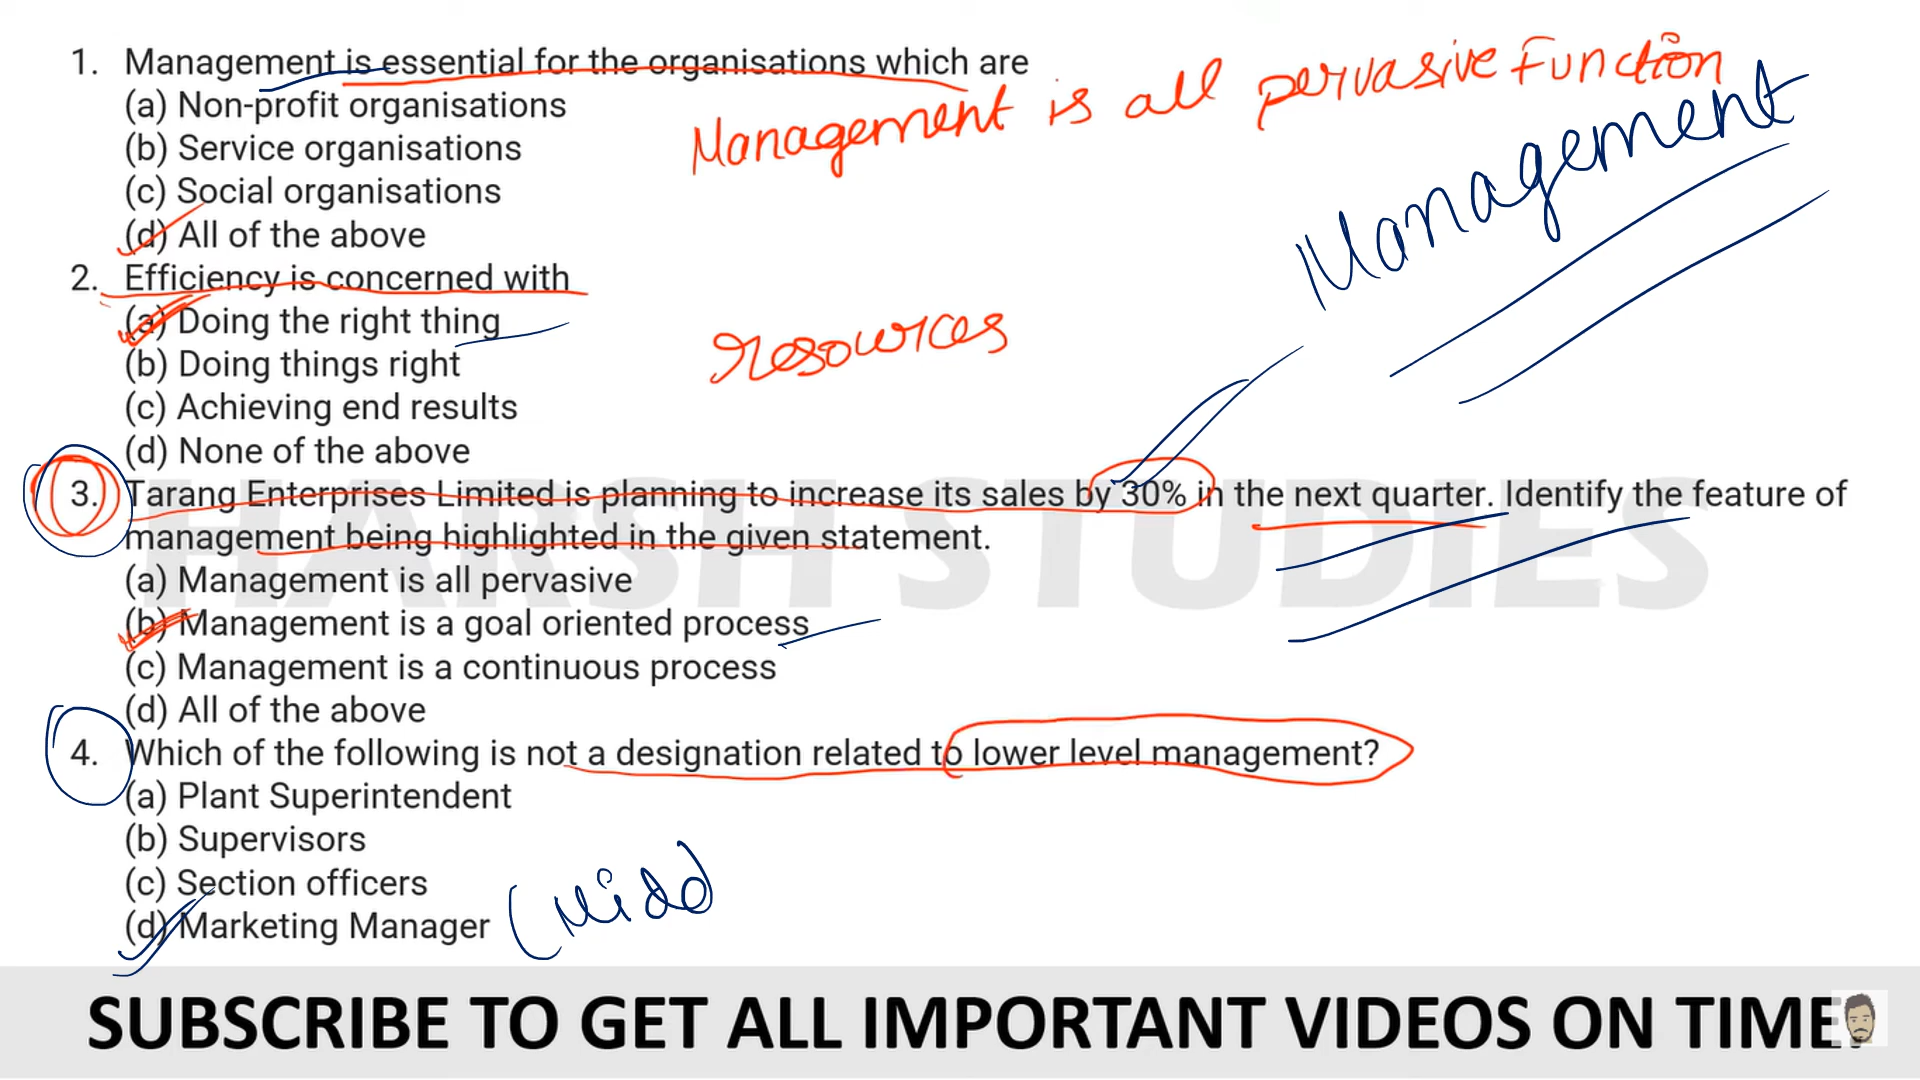 1. Management is essential for the organisations which are
(a) Non-profit organisations
(b) Service organisations
(c) Social organisations
(d) All of the above
Management is all pervasive Function
Management
2. Efficiency is concerned with
(a) Doing the right thing
(b) Doing things right
(c) Achieving end results
(d) None of the above
resources
3. Tarang Enterprises Limited is planning to increase its sales by 30% in the next quarter. Identify the feature of
management being highlighted in the given statement.
(a) Management is all pervasive
(b) Management is a goal oriented process
(c) Management is a continuous process
(d) All of the above
HARSH STUDIES
4. Which of the following is not a designation related to lower level management?
(a) Plant Superintendent
(b) Supervisors
(c) Section officers
(d) Marketing Manager (Midd
SUBSCRIBE TO GET ALL IMPORTANT VIDEOS ON TIME.